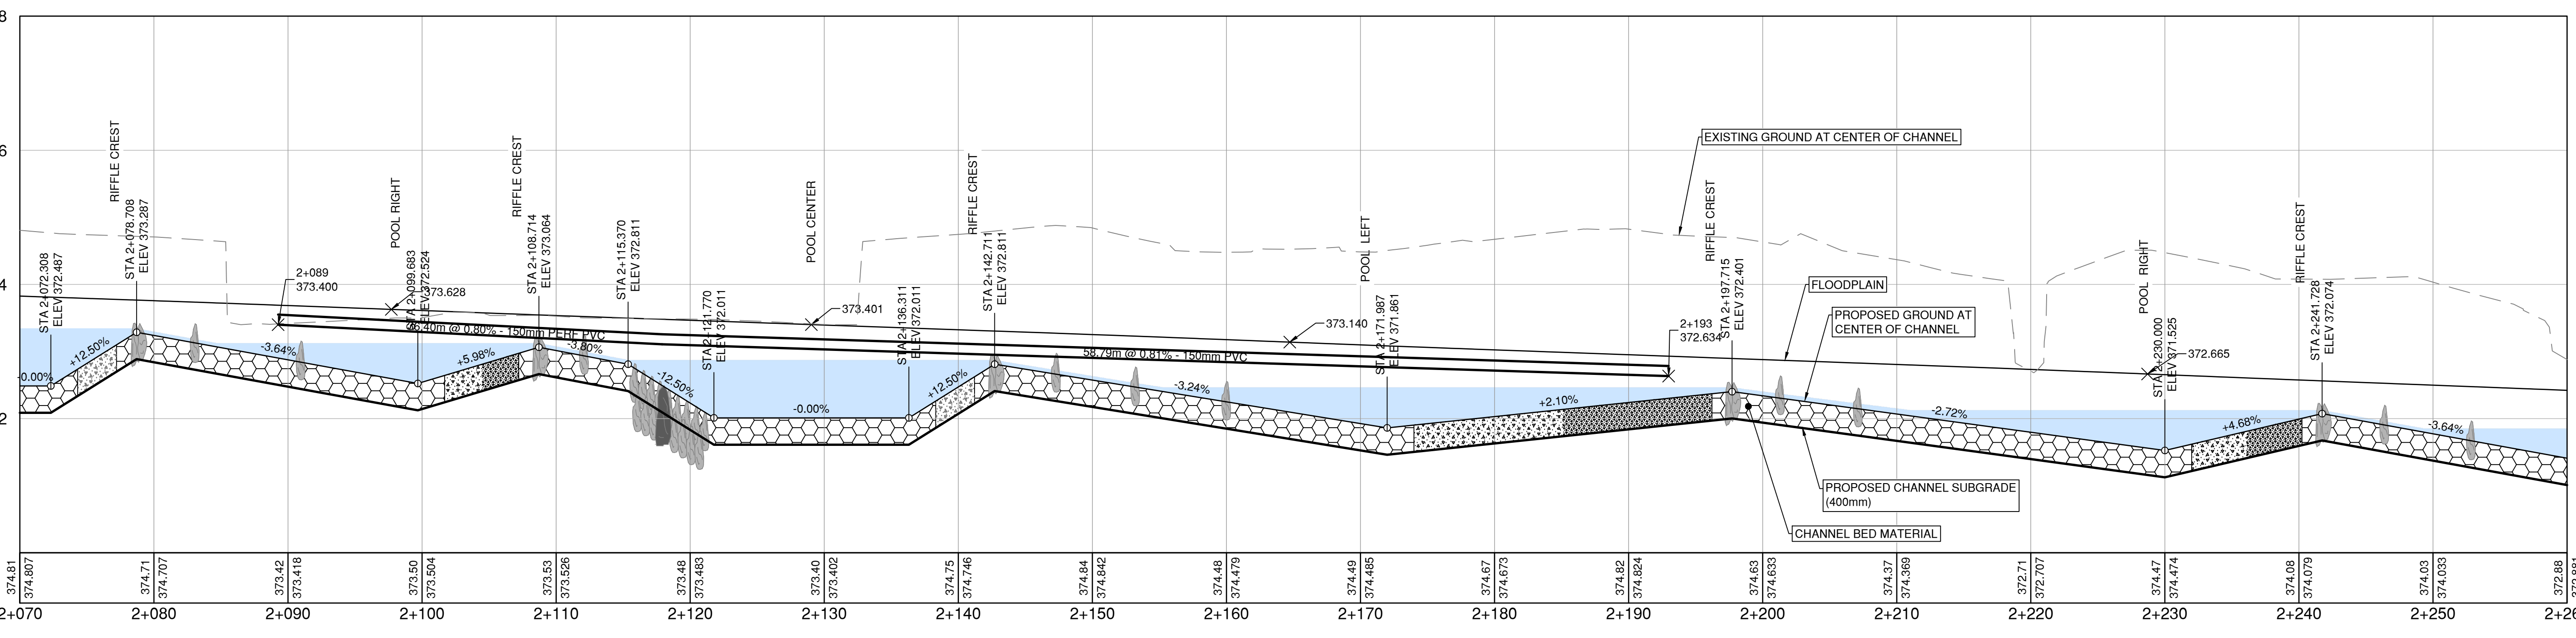 8
6
4
2
STA 2+072.308
ELEV 372.487
RIFFLE CREST
STA 2+078.708
ELEV 373.287
2+089
373.400
POOL RIGHT
STA 2+099.683
ELEV 372.524
373.628
RIFFLE CREST
STA 2+108.714
ELEV 373.064
STA 2+115.370
ELEV 372.811
STA 2+121.770
ELEV 372.011
POOL CENTER
373.401
STA 2+136.311
ELEV 372.011
RIFFLE CREST
STA 2+142.711
ELEV 372.811
373.140
POOL LEFT
STA 2+171.987
ELEV 371.861
2+193
372.634
RIFFLE CREST
STA 2+197.715
ELEV 372.401
EXISTING GROUND AT CENTER OF CHANNEL
FLOODPLAIN
PROPOSED GROUND AT
CENTER OF CHANNEL
PROPOSED CHANNEL SUBGRADE
(400mm)
CHANNEL BED MATERIAL
POOL RIGHT
STA 2+230.000
ELEV 371.525
372.665
RIFFLE CREST
STA 2+241.728
ELEV 372.074
-0.00%
+12.50%
-3.64%
+5.98%
-3.80%
-12.50%
-0.00%
+12.50%
-3.24%
+2.10%
-2.72%
+4.68%
-3.64%
56.40m @ 0.80% - 150mm PERF PVC
58.79m @ 0.81% - 150mm PVC
374.81
374.807
374.71
374.707
373.42
373.418
373.50
373.504
373.53
373.526
373.48
373.483
373.40
373.402
374.75
374.746
374.84
374.842
374.48
374.479
374.49
374.485
374.67
374.673
374.82
374.824
374.63
374.633
374.37
374.369
372.71
372.707
374.47
374.474
374.08
374.079
374.03
374.033
372.88
2+070
2+080
2+090
2+100
2+110
2+120
2+130
2+140
2+150
2+160
2+170
2+180
2+190
2+200
2+210
2+220
2+230
2+240
2+250